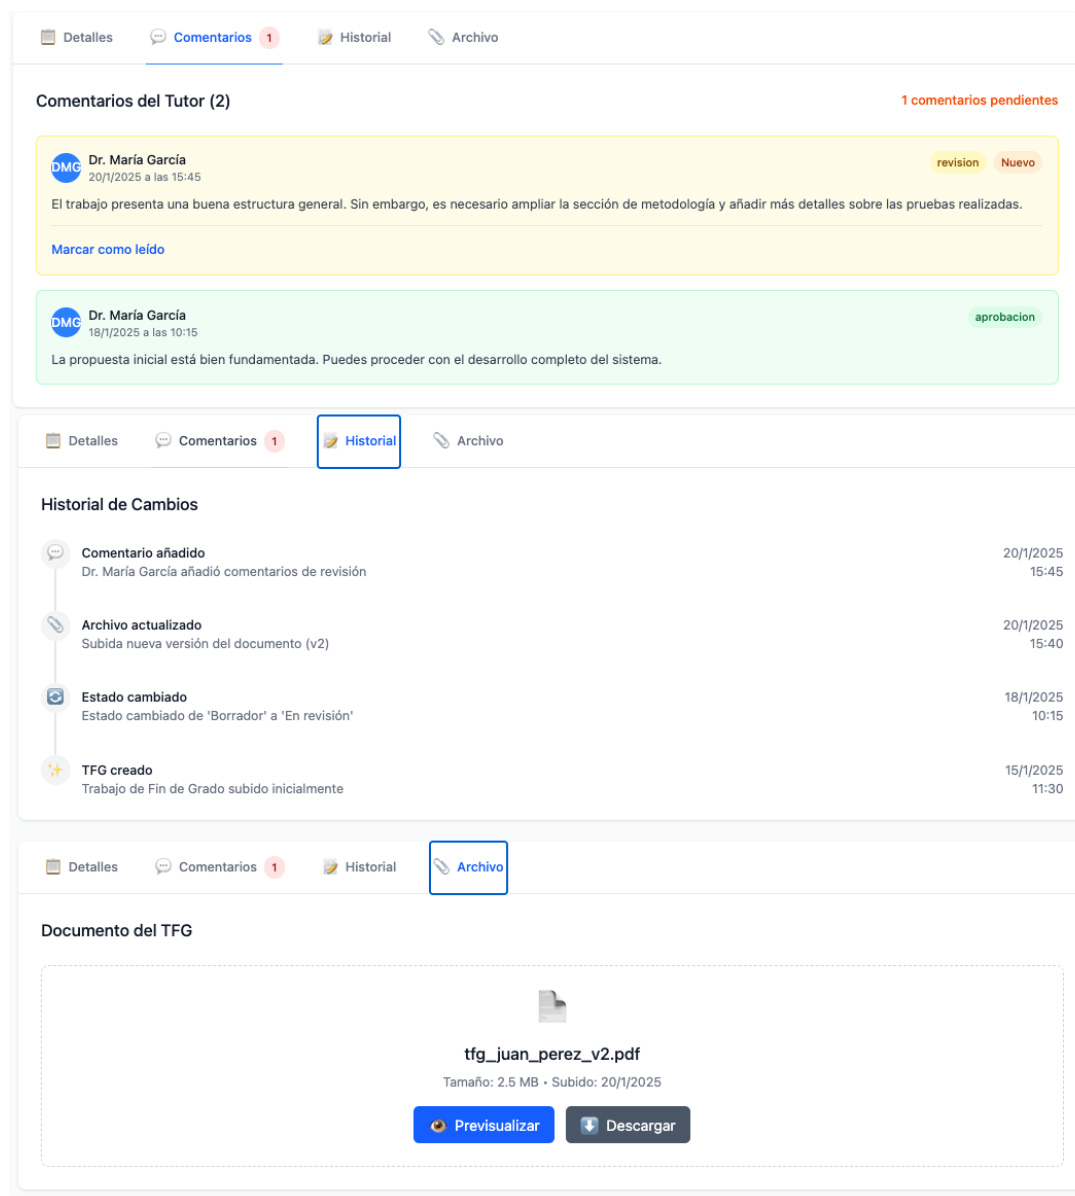 Detalles Comentarios 1 Historial Archivo
Comentarios del Tutor (2) 1 comentarios pendientes
DMG Dr. María García revision Nuevo
20/1/2025 a las 15:45
El trabajo presenta una buena estructura general. Sin embargo, es necesario ampliar la sección de metodología y añadir más detalles sobre las pruebas realizadas.
Marcar como leído
DMG Dr. María García aprobacion
18/1/2025 a las 10:15
La propuesta inicial está bien fundamentada. Puedes proceder con el desarrollo completo del sistema.
Detalles Comentarios 1 Historial Archivo
Historial de Cambios
Comentario añadido 20/1/2025
Dr. María García añadió comentarios de revisión 15:45
Archivo actualizado 20/1/2025
Subida nueva versión del documento (v2) 15:40
Estado cambiado 18/1/2025
Estado cambiado de 'Borrador' a 'En revisión' 10:15
TFG creado 15/1/2025
Trabajo de Fin de Grado subido inicialmente 11:30
Detalles Comentarios 1 Historial Archivo
Documento del TFG
tfg_juan_perez_v2.pdf
Tamaño: 2.5 MB • Subido: 20/1/2025
Previsualizar Descargar